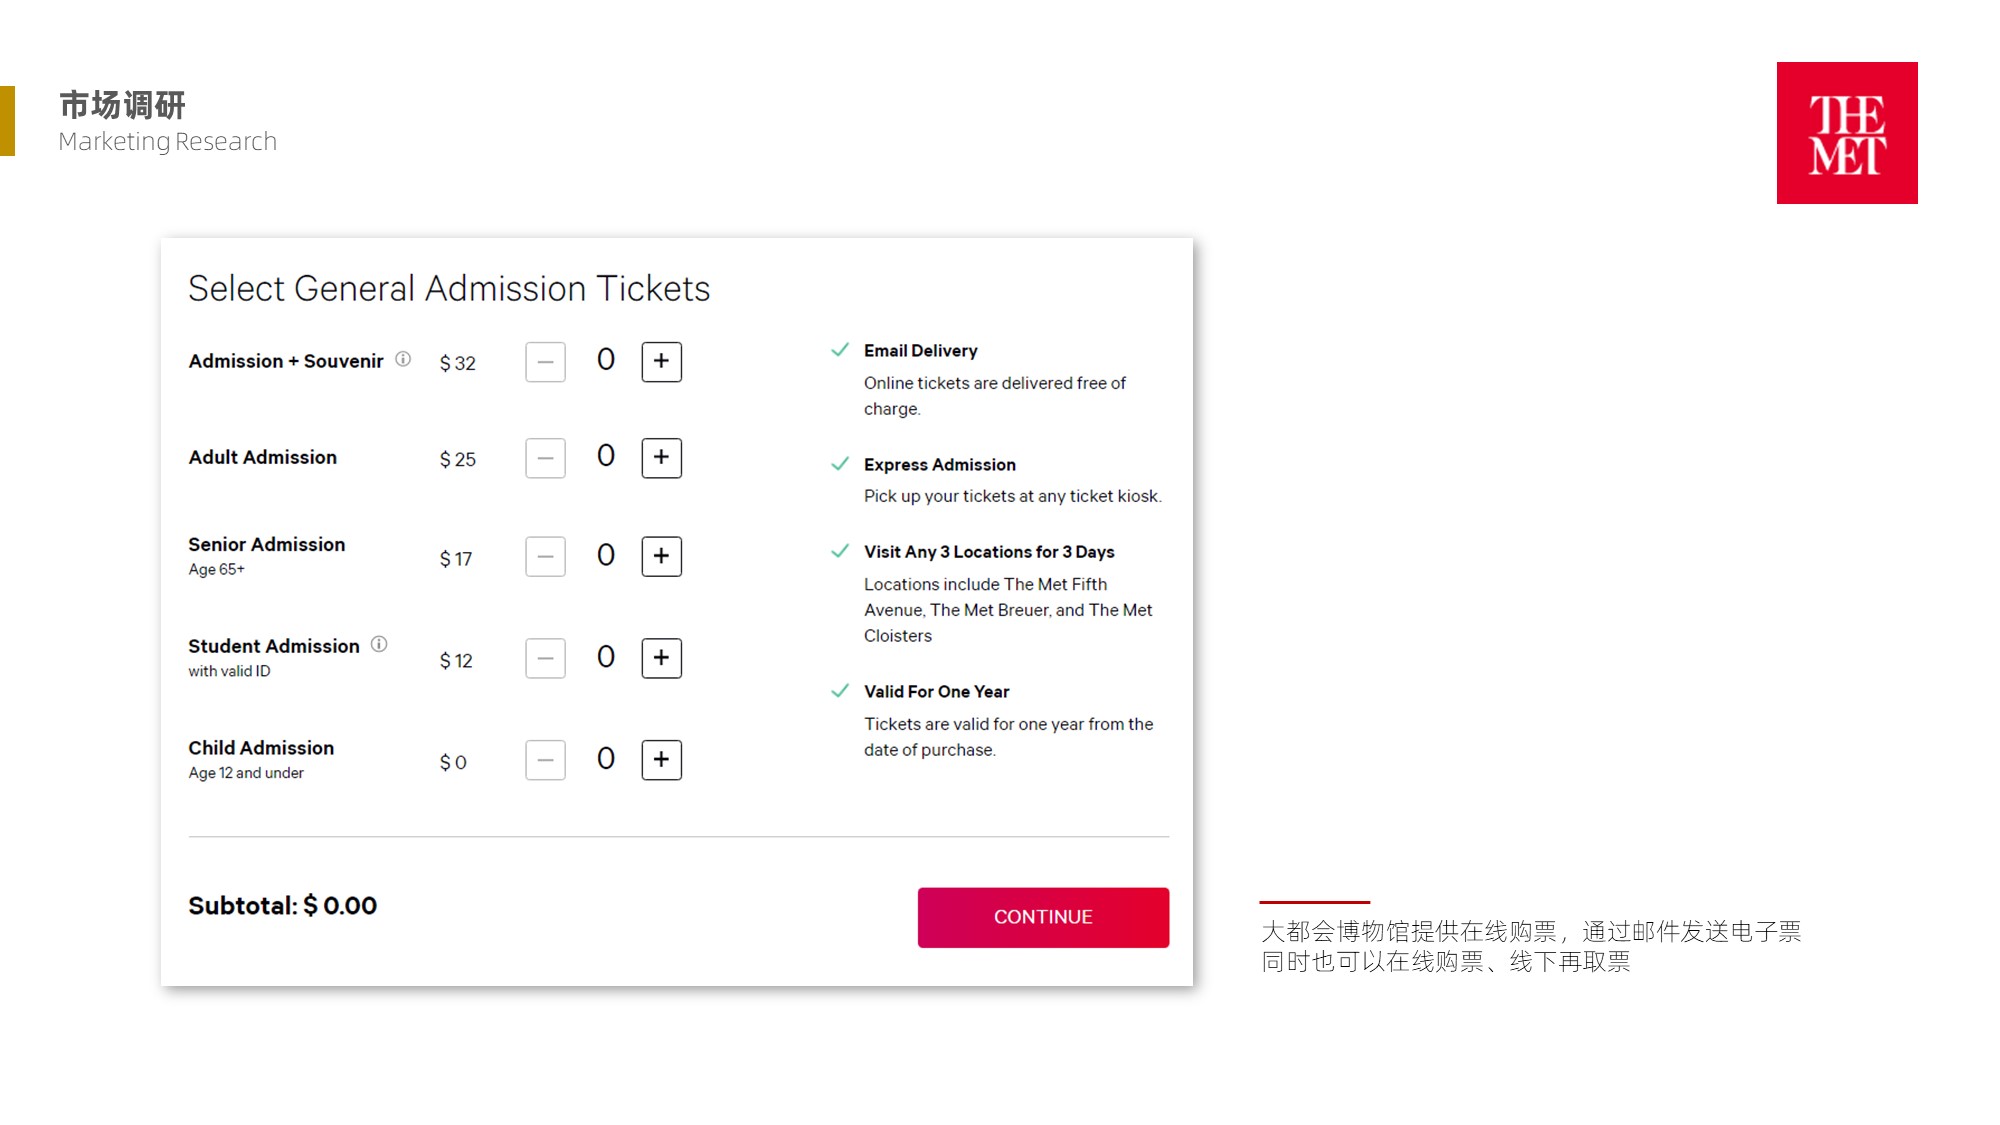 市场调研
Marketing Research
THE
MET
Select General Admission Tickets
Admission + Souvenir
$ 32
0
Adult Admission
$ 25
0
Senior Admission
Age 65+
$ 17
0
Student Admission
with valid ID
$ 12
0
Child Admission
Age 12 and under
$ 0
0
Email Delivery
Online tickets are delivered free of
charge.
Express Admission
Pick up your tickets at any ticket kiosk.
Visit Any 3 Locations for 3 Days
Locations include The Met Fifth
Avenue, The Met Breuer, and The Met
Cloisters
Valid For One Year
Tickets are valid for one year from the
date of purchase.
Subtotal: $ 0.00
CONTINUE
大都会博物馆提供在线购票，通过邮件发送电子票
同时也可以在线购票、线下再取票